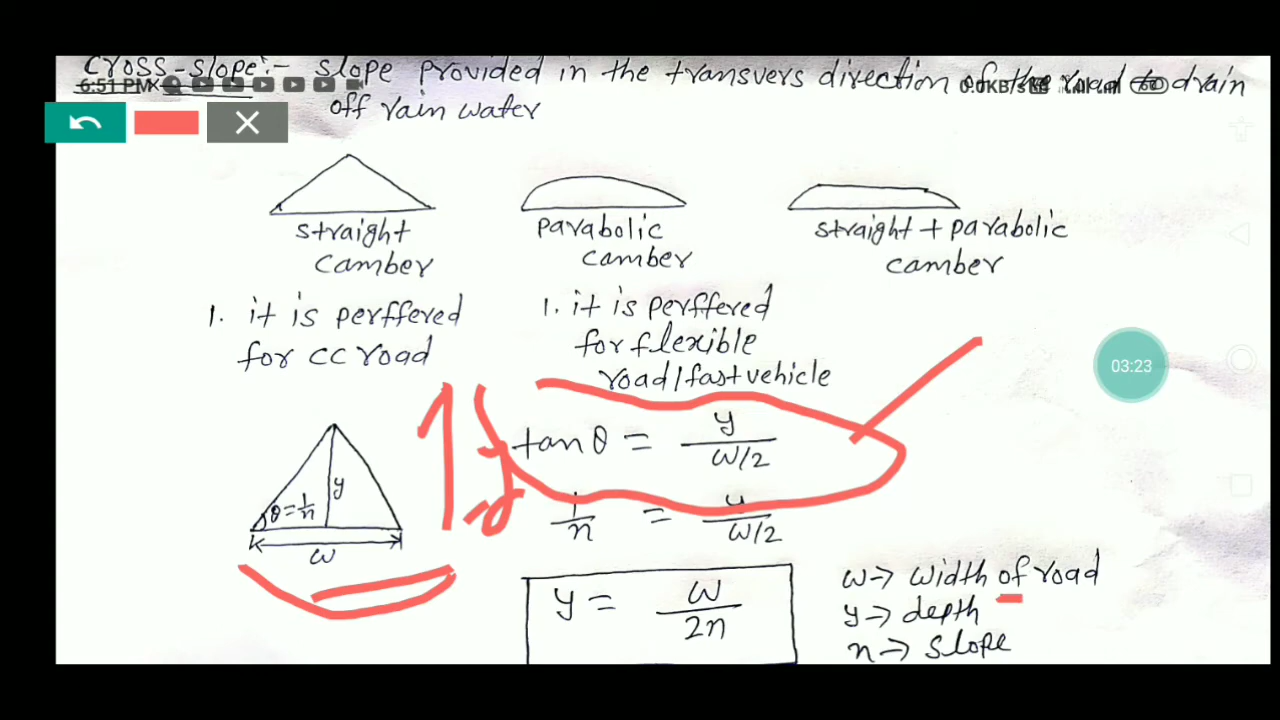 Cross-slope:- slope provided in the transvers direction of the road to drain
6:51 PM
0.0KB/s
off rain water
straight camber
parabolic camber
straight + parabolic camber
1. it is perffered
for cc road
1. it is perffered
for flexible
road/fast vehicle
03:23
tanθ = y / w/2
θ=1/n
y
w
1/n = y / w/2
y = w / 2n
w→ width of road
y→ depth
n→ slope